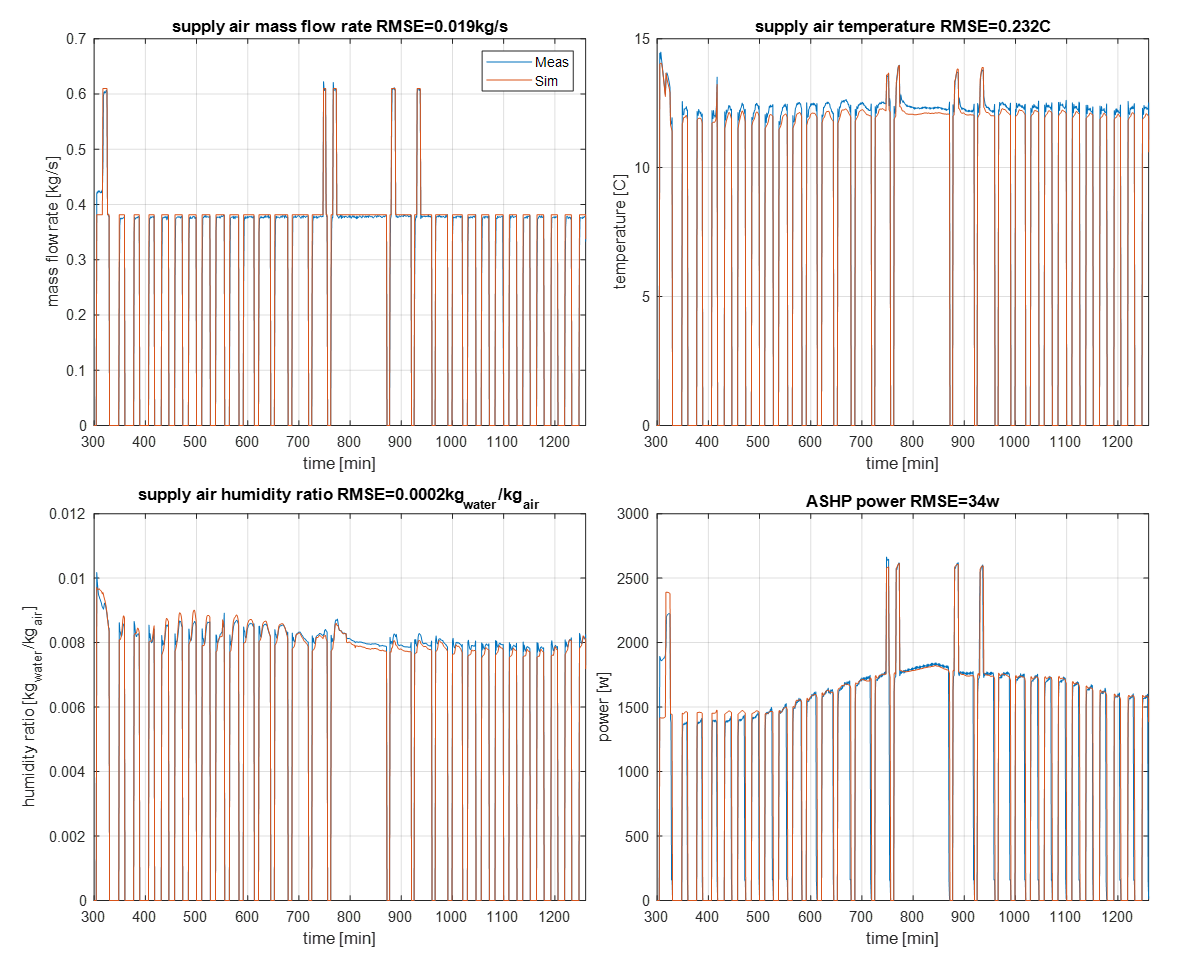 supply air mass flow rate RMSE=0.019kg/s
0.7
0.6
0.5
0.4
0.3
0.2
0.1
0
mass flow rate [kg/s]
Meas
Sim
300 400 500 600 700 800 900 1000 1100 1200
time [min]
supply air temperature RMSE=0.232C
15
10
5
0
temperature [C]
300 400 500 600 700 800 900 1000 1100 1200
time [min]
supply air humidity ratio RMSE=0.0002kgwater/kgair
0.012
0.01
0.008
0.006
0.004
0.002
0
humidity ratio [kgwater/kgair]
300 400 500 600 700 800 900 1000 1100 1200
time [min]
ASHP power RMSE=34w
3000
2500
2000
1500
1000
500
0
power [w]
300 400 500 600 700 800 900 1000 1100 1200
time [min]